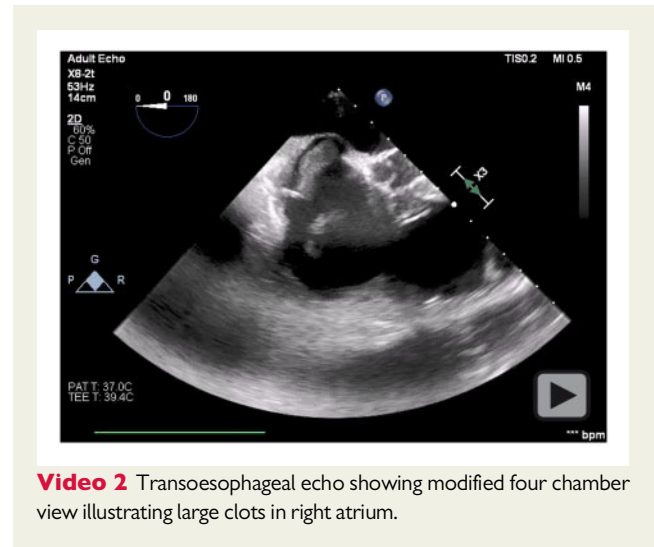 Adult Echo
TIS0.2 MI 0.5
X8-2t
53Hz
14cm
M4
0 0 180
2D
60%
C 50
P Off
Gen
P
X3
G
P R
PAT T: 37.0C
TEE T: 39.4C
*** bpm
Video 2 Transoesophageal echo showing modified four chamber
view illustrating large clots in right atrium.